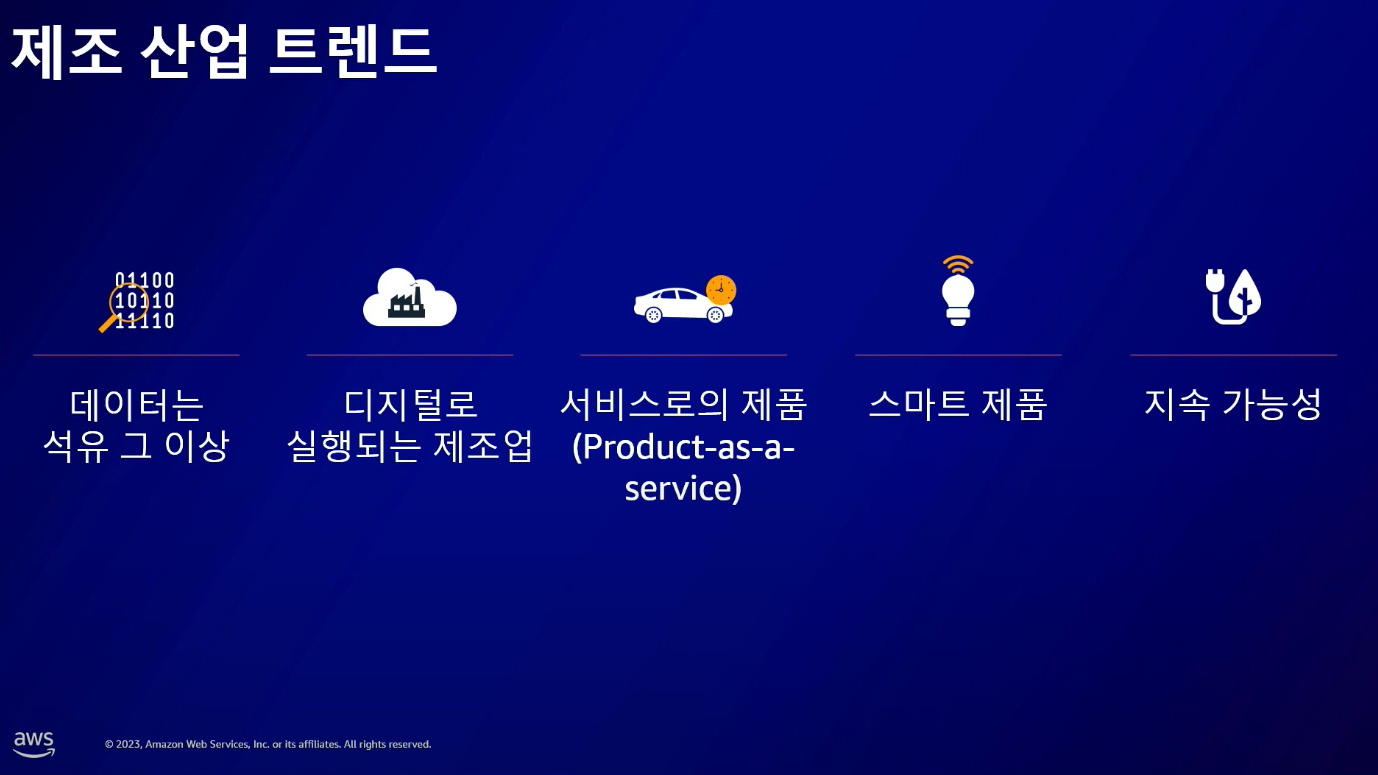 제조 산업 트렌드
01100
10110
11110
데이터는
석유 그 이상
디지털로
실행되는 제조업
서비스로의 제품
(Product-as-a-
service)
스마트 제품
지속 가능성
aws
© 2023, Amazon Web Services, Inc. or its affiliates. All rights reserved.